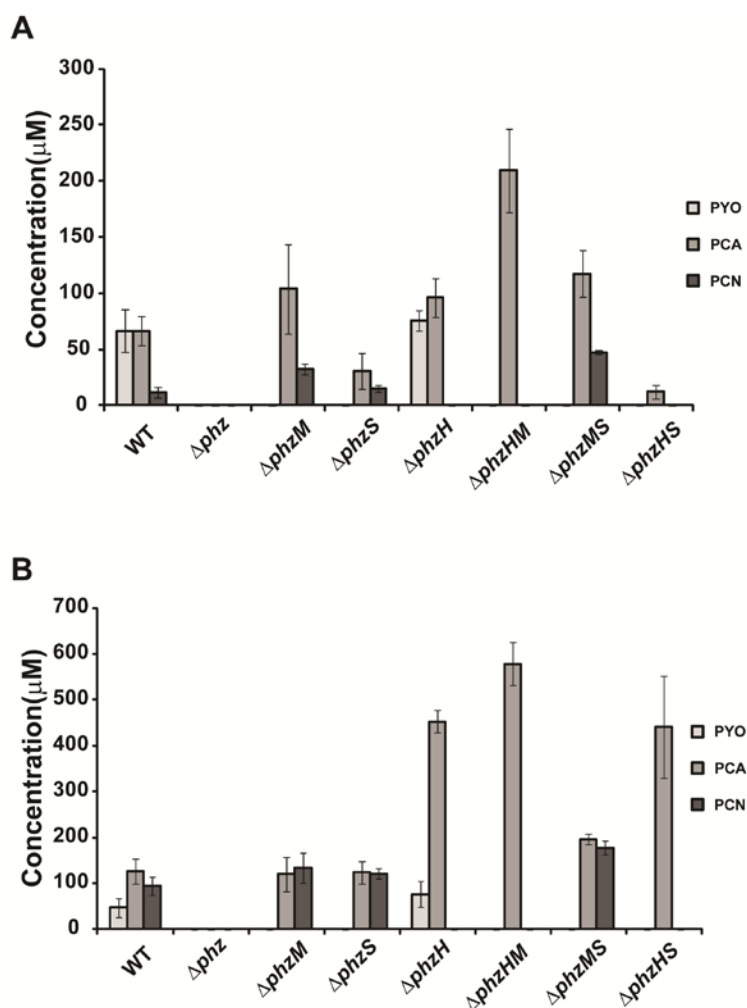 A
Concentration(μM)
300
250
200
150
100
50
0
WT
Δphz
ΔphzM
ΔphzS
ΔphzH
ΔphzHM
ΔphzMS
ΔphzHS
PYO
PCA
PCN
B
Concentration(μM)
700
600
500
400
300
200
100
0
WT
Δphz
ΔphzM
ΔphzS
ΔphzH
ΔphzHM
ΔphzMS
ΔphzHS
PYO
PCA
PCN